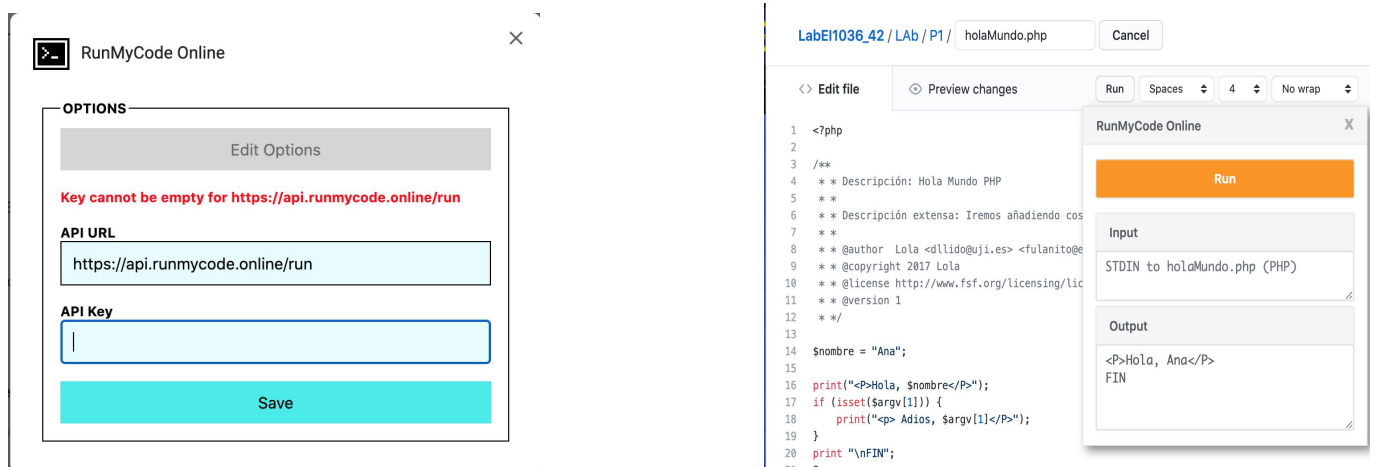 RunMyCode Online
×
OPTIONS
Edit Options
Key cannot be empty for https://api.runmycode.online/run
API URL
https://api.runmycode.online/run
API Key
Save
LabEI1036_42 / LAb / P1 / holaMundo.php Cancel
<> Edit file Preview changes Run Spaces 4 No wrap
RunMyCode Online X
Run
Input
STDIN to holaMundo.php (PHP)
Output
<P>Hola, Ana</P>
FIN
1 <?php
2
3 /**
4 * * Descripción: Hola Mundo PHP
5 * *
6 * * Descripción extensa: Iremos añadiendo cos
7 * *
8 * * @author Lola <dllido@uji.es> <fulanito@e
9 * * @copyright 2017 Lola
10 * * @license http://www.fsf.org/licensing/lic
11 * * @version 1
12 * */
13
14 $nombre = "Ana";
15
16 print("<P>Hola, $nombre</P>");
17 if (isset($argv[1])) {
18 print("<p> Adios, $argv[1]</P>");
19 }
20 print "\nFIN";